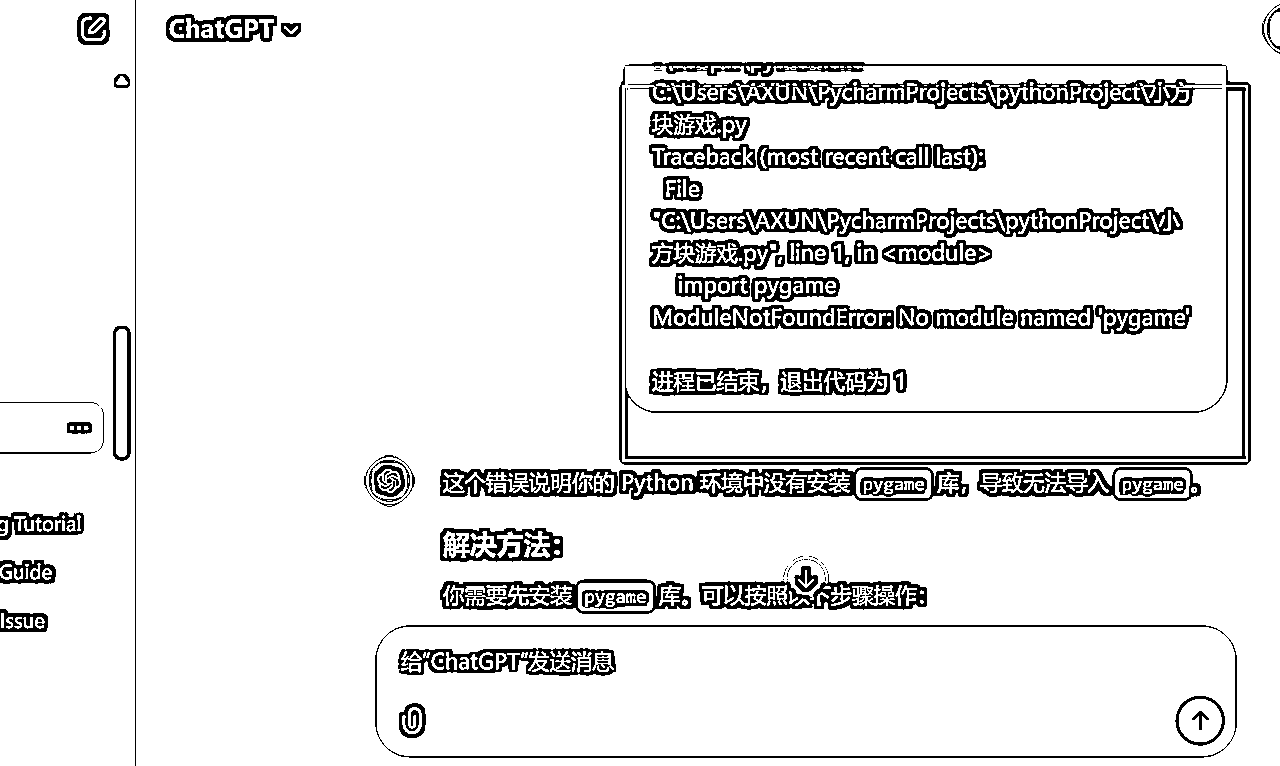 ChatGPT
C:\Users\AXUN\PycharmProjects\pythonProject\小方
块游戏.py
Traceback (most recent call last):
File
"C:\Users\AXUN\PycharmProjects\pythonProject\小
方块游戏.py", line 1, in <module>
import pygame
ModuleNotFoundError: No module named 'pygame'
进程已结束，退出代码为 1
这个错误说明你的 Python 环境中没有安装 pygame 库，导致无法导入 pygame。
g Tutorial
解决方法：
Guide
你需要先安装 pygame 库。可以按照以下步骤操作：
Issue
给"ChatGPT"发送消息